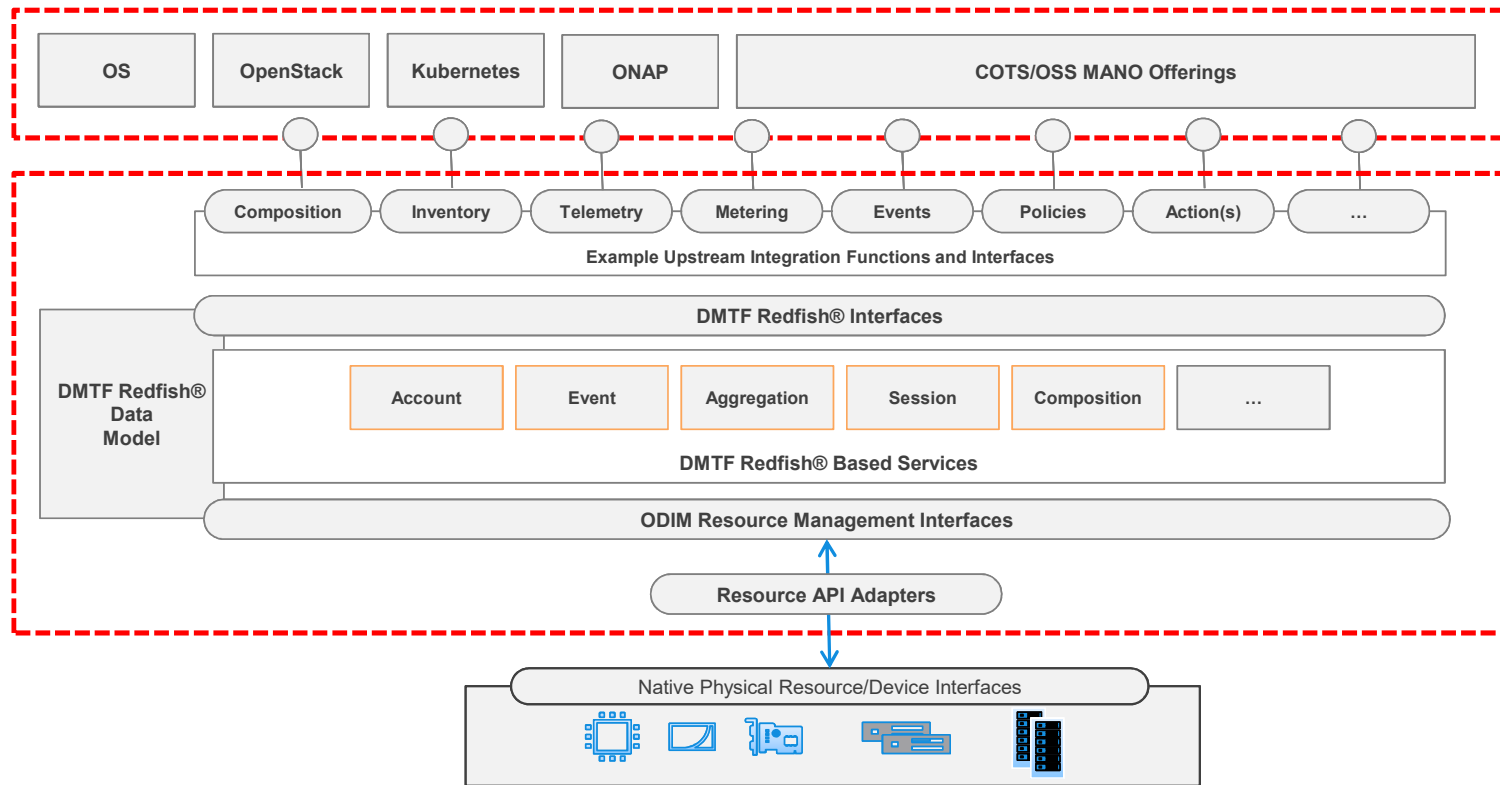 OS
OpenStack
Kubernetes
ONAP
COTS/OSS MANO Offerings
Composition
Inventory
Telemetry
Metering
Events
Policies
Action(s)
…
Example Upstream Integration Functions and Interfaces
DMTF Redfish® Interfaces
DMTF Redfish®
Data
Model
Account
Event
Aggregation
Session
Composition
…
DMTF Redfish® Based Services
ODIM Resource Management Interfaces
Resource API Adapters
Native Physical Resource/Device Interfaces